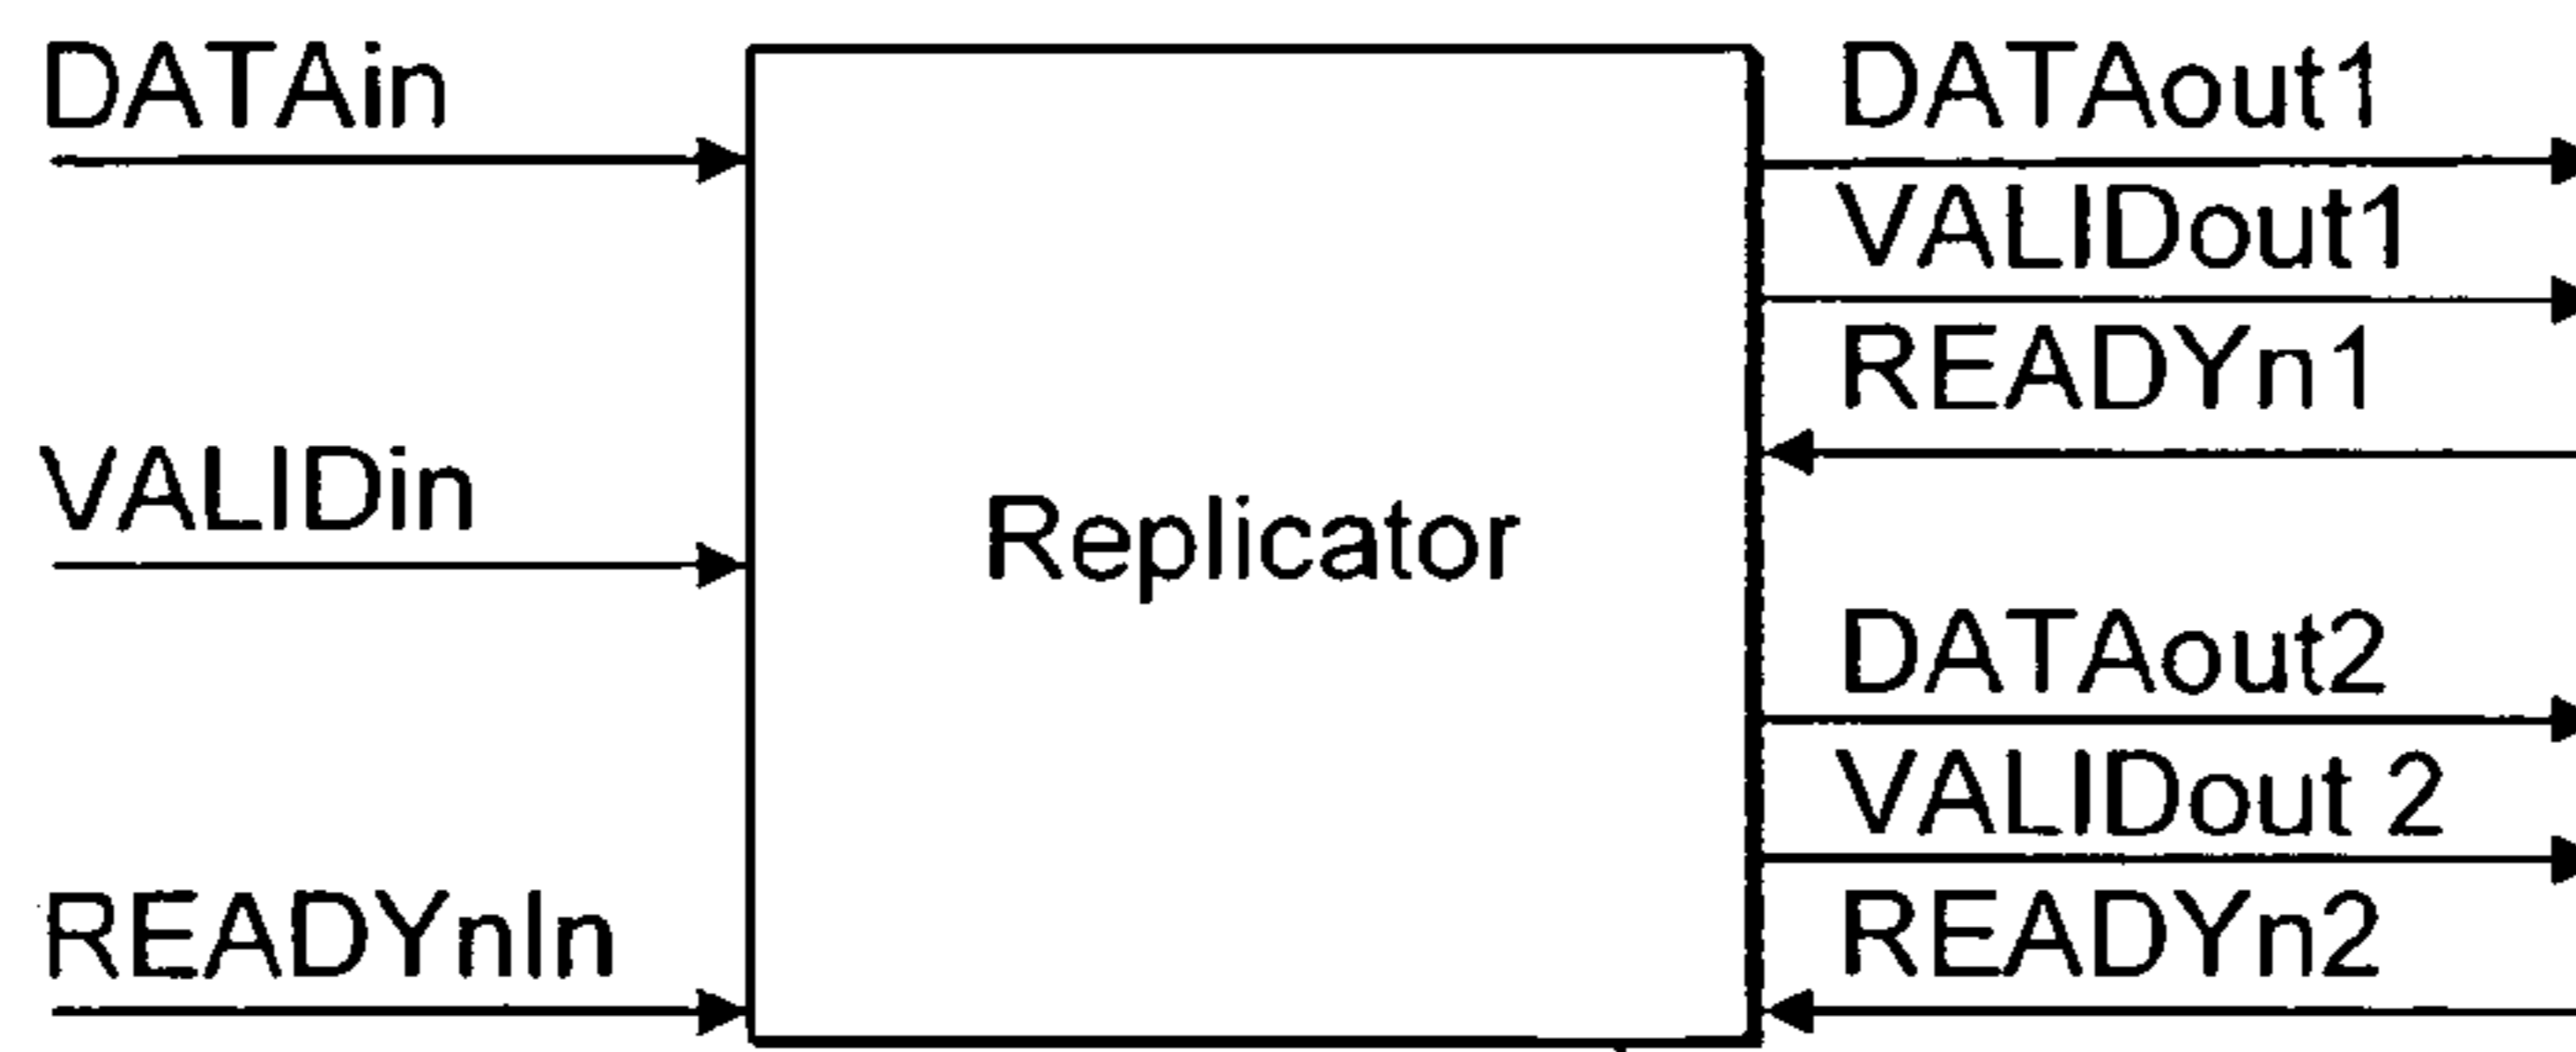 DATAin
VALIDin
READYnIn
Replicator
DATAout1
VALIDout1
READYn1
DATAout2
VALIDout 2
READYn2